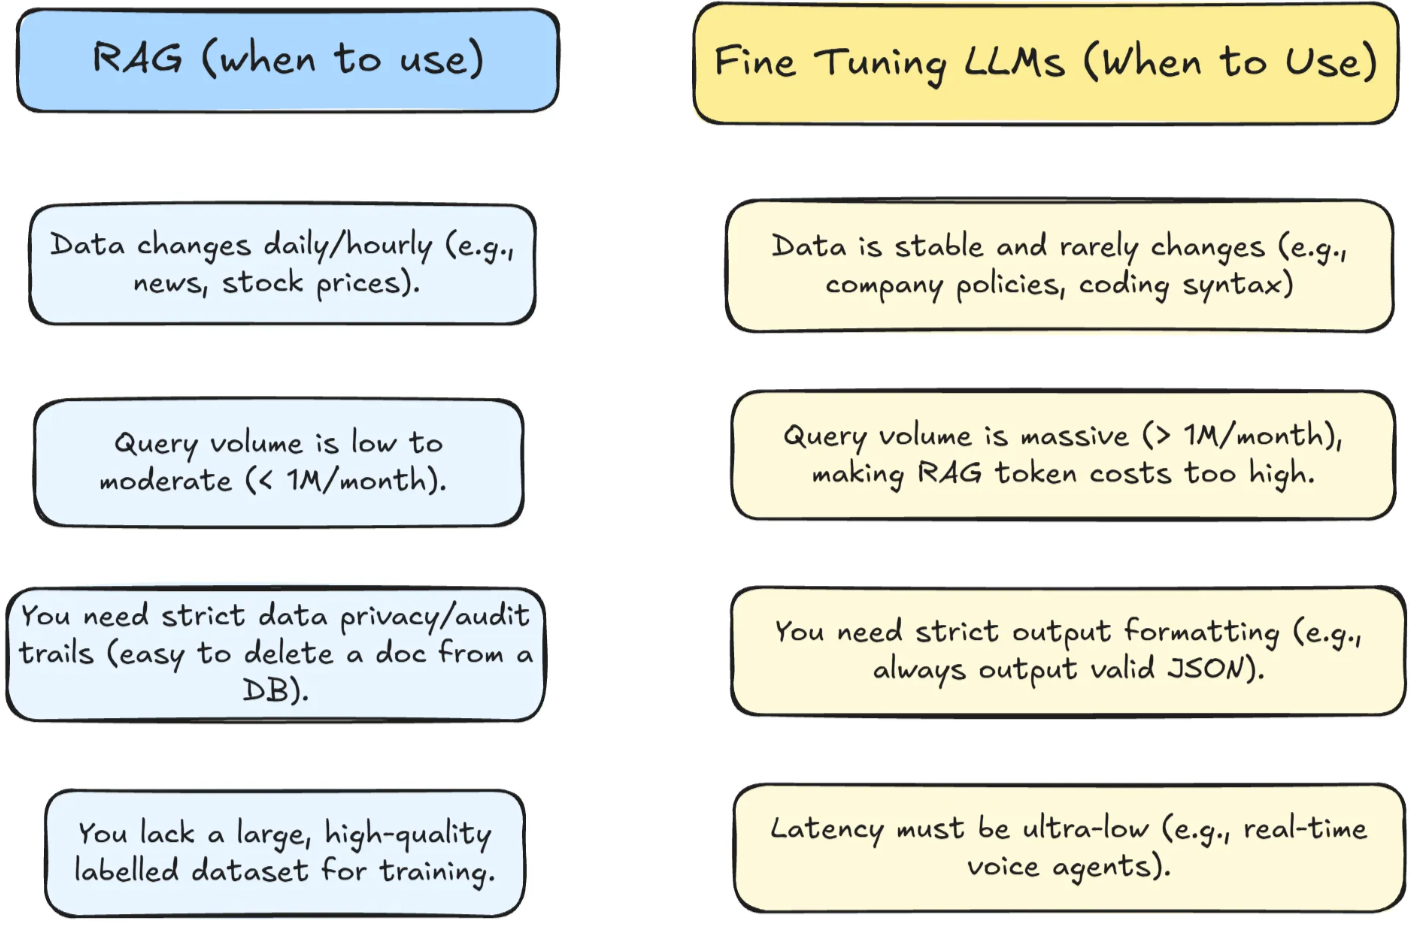 RAG (when to use)
Fine Tuning LLMs (When to Use)
Data changes daily/hourly (e.g.,
news, stock prices).
Data is stable and rarely changes (e.g.,
company policies, coding syntax)
Query volume is low to
moderate (< 1M/month).
Query volume is massive (> 1M/month),
making RAG token costs too high.
You need strict data privacy/audit
trails (easy to delete a doc from a
DB).
You need strict output formatting (e.g.,
always output valid JSON).
You lack a large, high-quality
labelled dataset for training.
Latency must be ultra-low (e.g., real-time
voice agents).